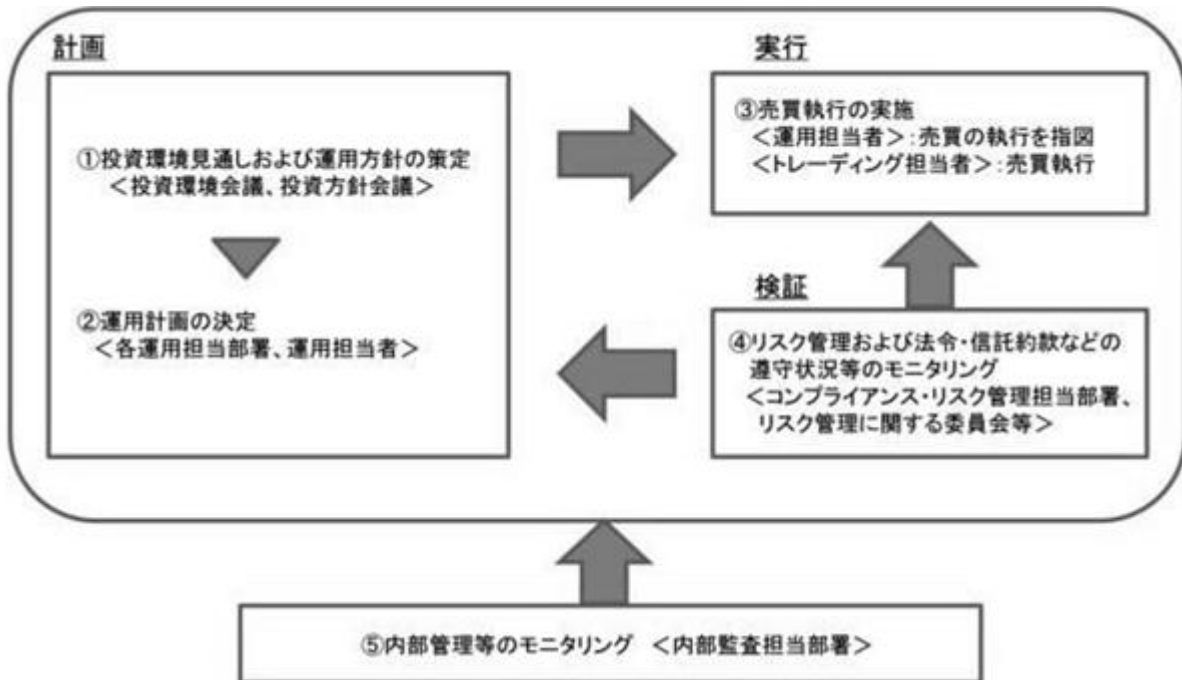 計画
①投資環境見通しおよび運用方針の策定
<投資環境会議、投資方針会議>
②運用計画の決定
<各運用担当部署、運用担当者>
実行
③売買執行の実施
<運用担当者>:売買の執行を指図
<トレーディング担当者>:売買執行
検証
④リスク管理および法令・信託約款などの
遵守状況等のモニタリング
<コンプライアンス・リスク管理担当部署、
リスク管理に関する委員会等>
⑤内部管理等のモニタリング <内部監査担当部署>